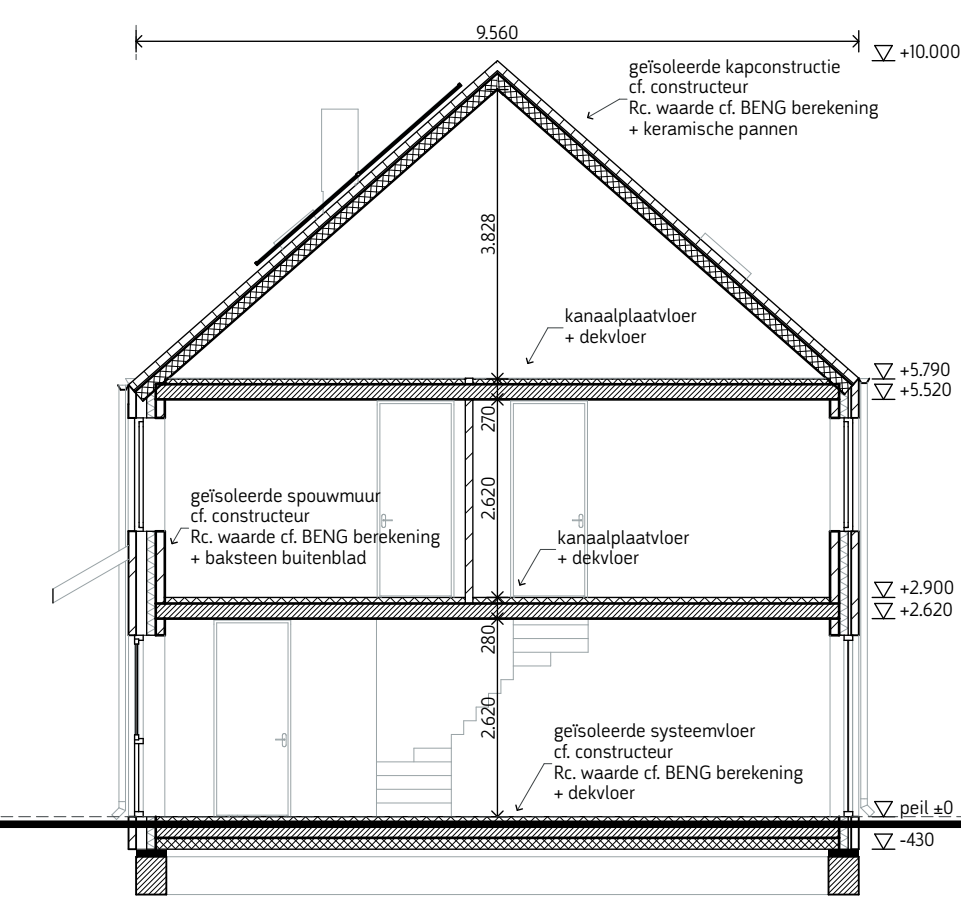 9.560
+10.000
geïsoleerde kapconstructie
cf. constructeur
Rc. waarde cf. BENG berekening
+ keramische pannen
3.828
kanaalplaatvloer
+ dekvloer
+5.790
+5.520
270
2.620
geïsoleerde spouwmuur
cf. constructeur
Rc. waarde cf. BENG berekening
+ baksteen buitenblad
kanaalplaatvloer
+ dekvloer
+2.900
+2.620
280
2.620
geïsoleerde systeemvloer
cf. constructeur
Rc. waarde cf. BENG berekening
+ dekvloer
peil ±0
-430